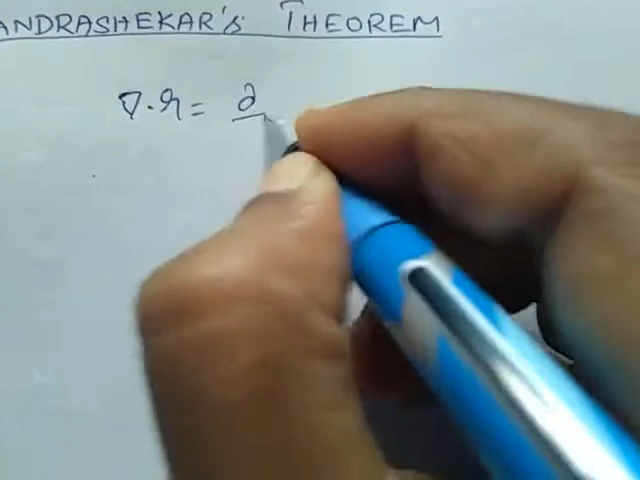 ANDRASHEKAR'S THEOREM
∇·r = ∂